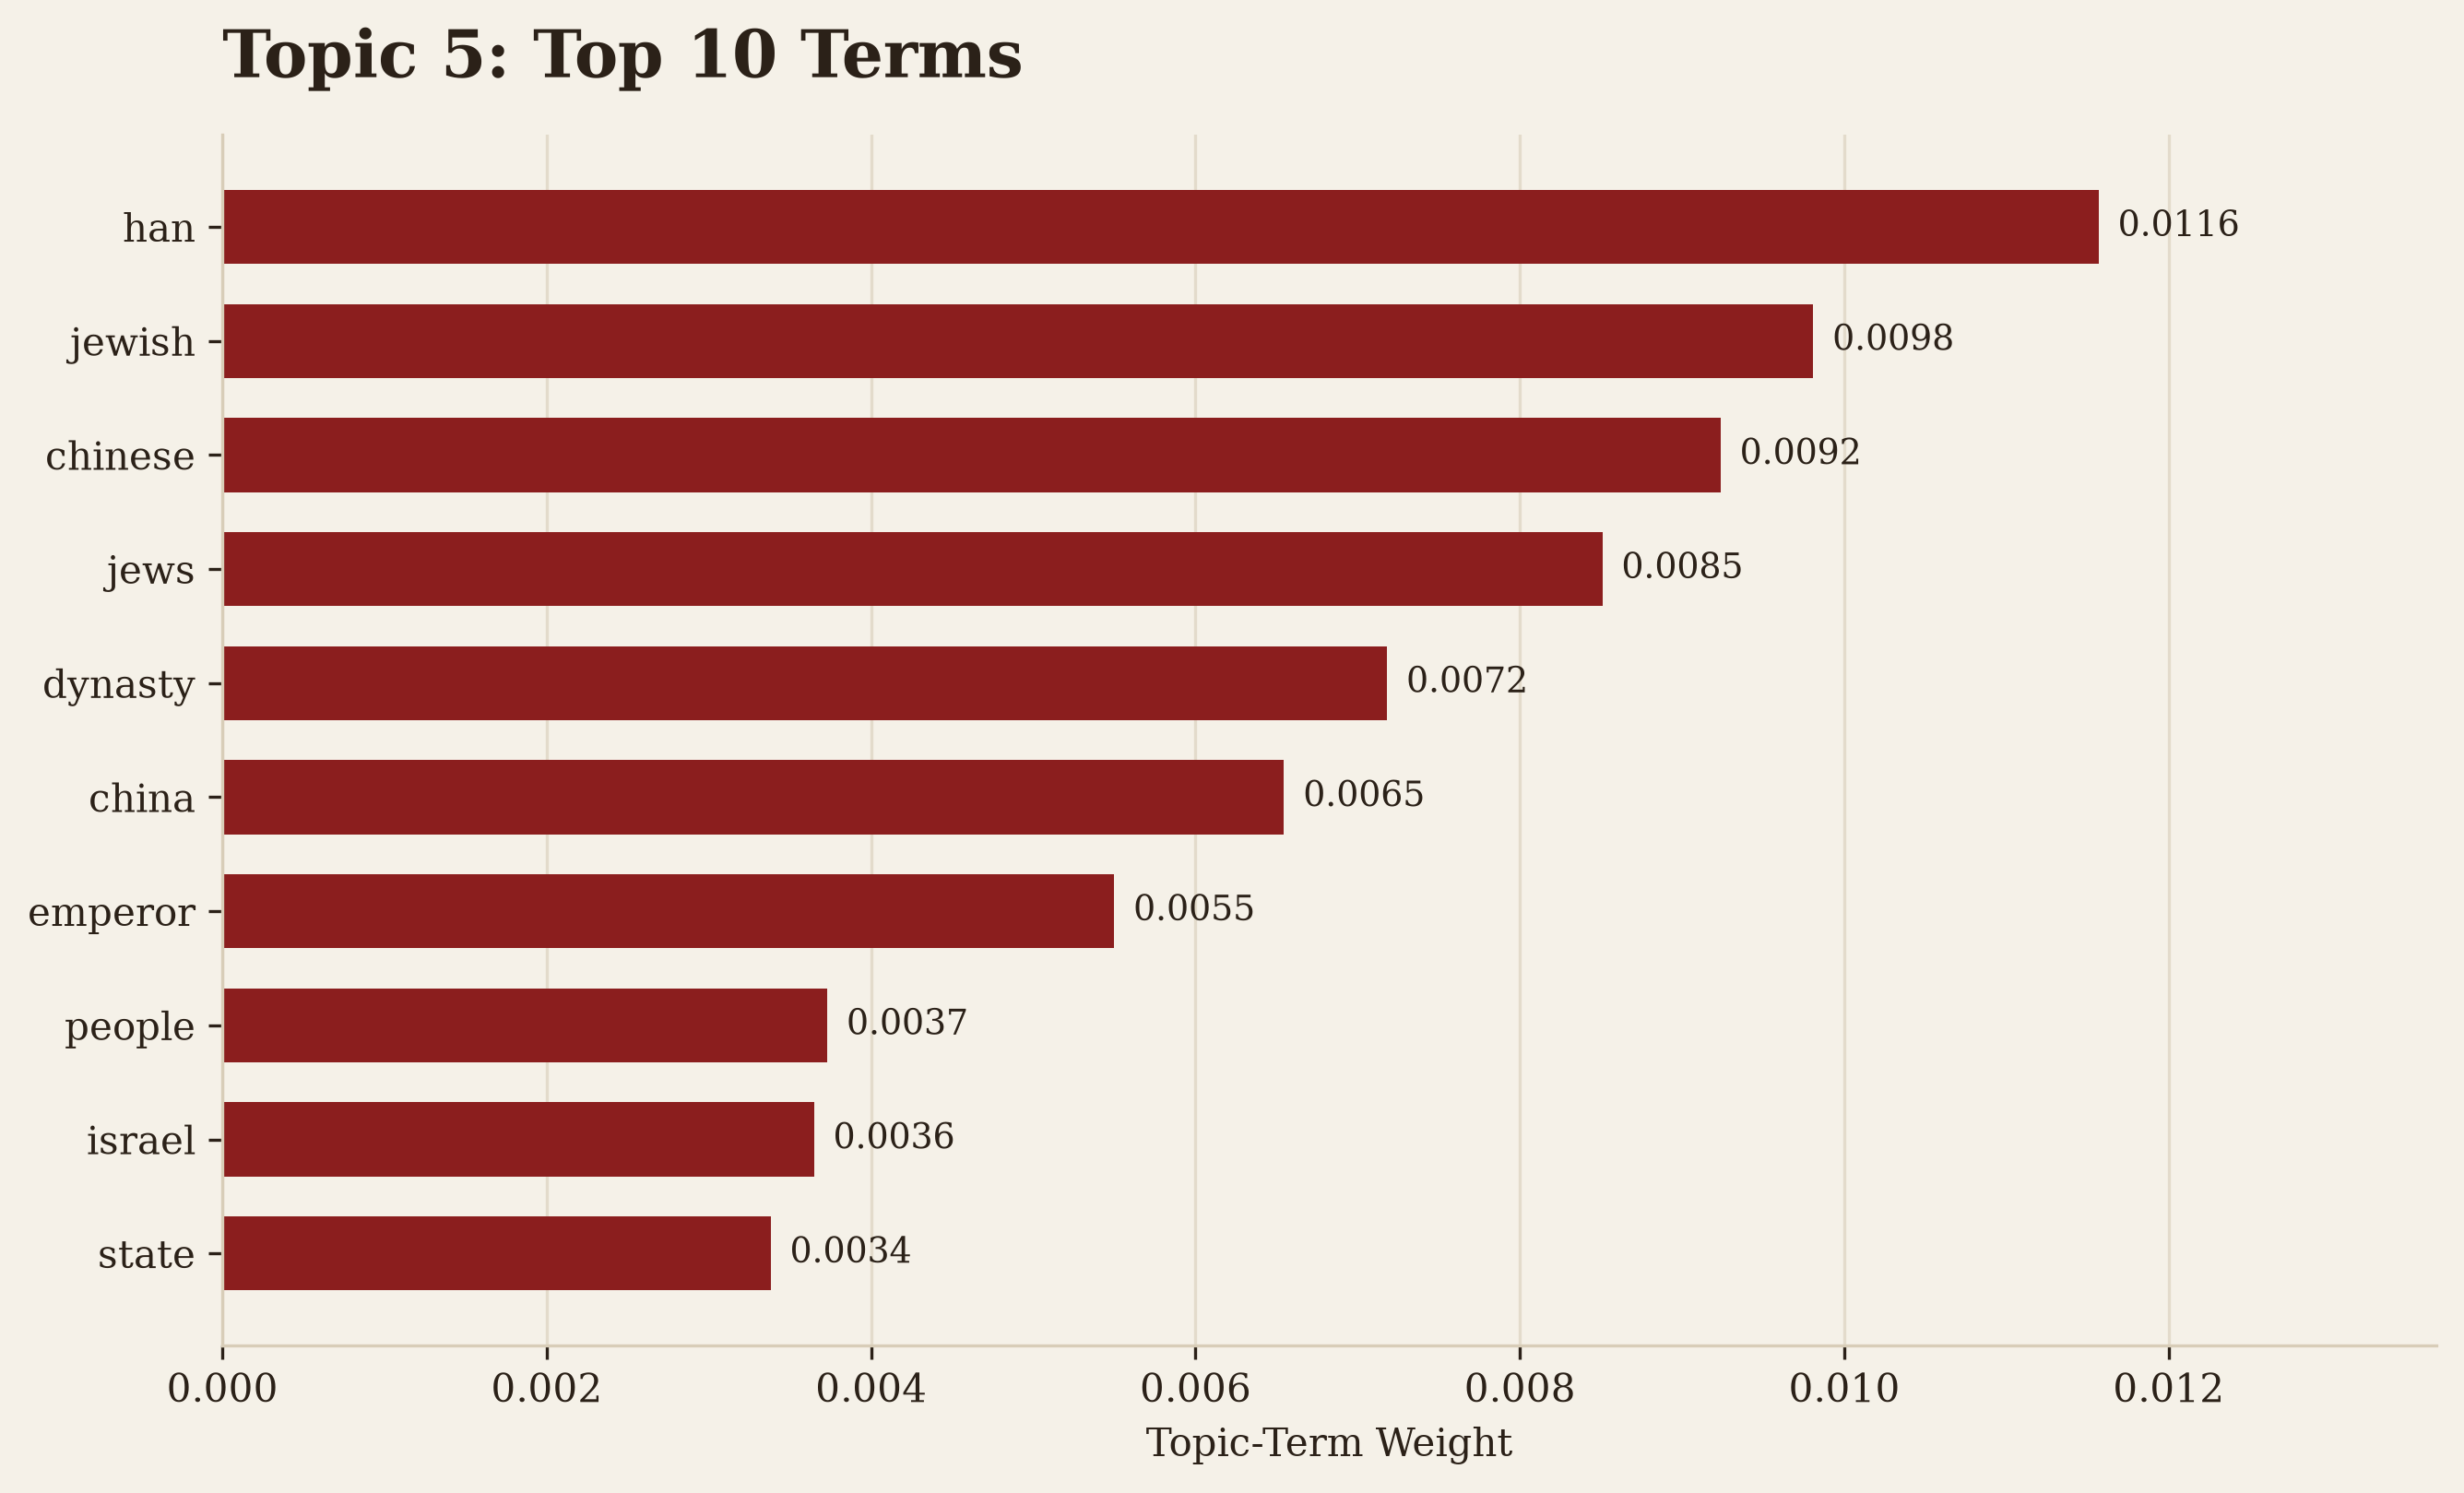 Topic 5: Top 10 Terms
han 0.0116
jewish 0.0098
chinese 0.0092
jews 0.0085
dynasty 0.0072
china 0.0065
emperor 0.0055
people 0.0037
israel 0.0036
state 0.0034
0.000 0.002 0.004 0.006 0.008 0.010 0.012
Topic-Term Weight